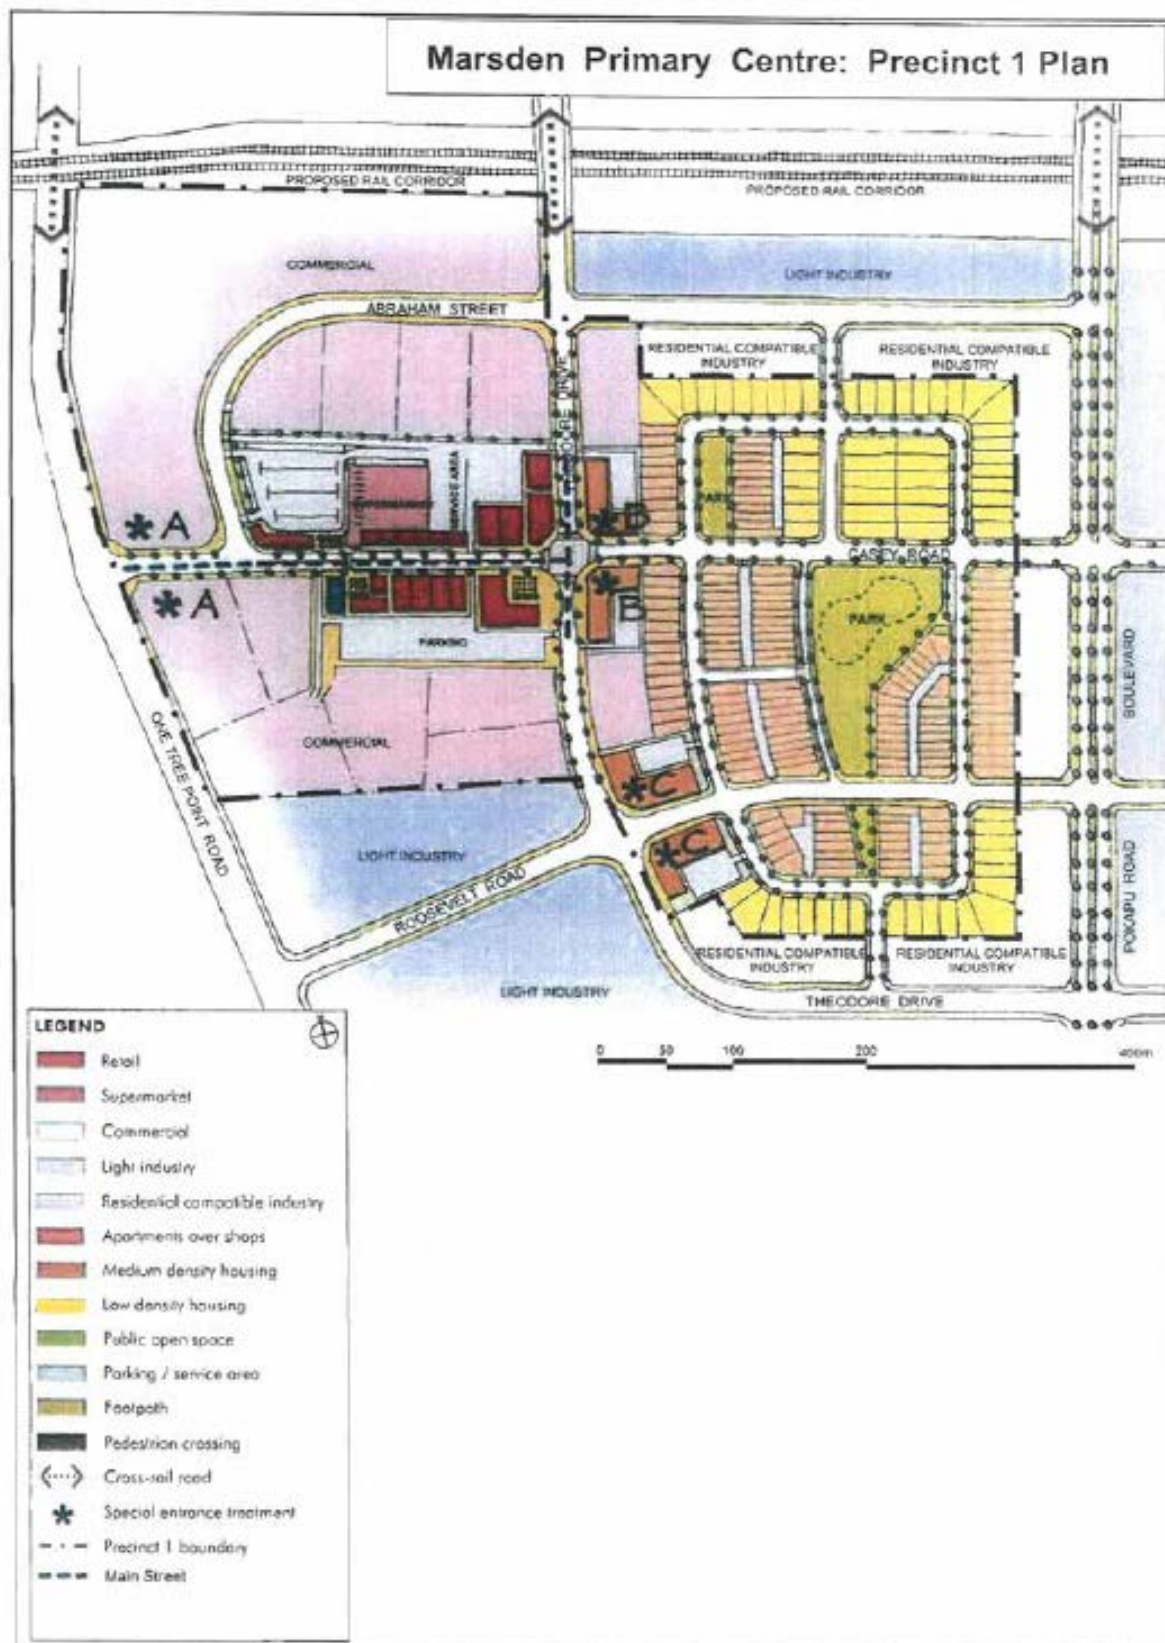 Marsden Primary Centre: Precinct 1 Plan
PROPOSED RAIL CORRIDOR
PROPOSED RAIL CORRIDOR
COMMERCIAL
LIGHT INDUSTRY
ABRAHAM STREET
RESIDENTIAL COMPATIBLE
INDUSTRY
RESIDENTIAL COMPATIBLE
INDUSTRY
DRIVE
SERVICE AREA
PARK
A
B
CASEY ROAD
A
B
PARK
PARKING
BOULEVARD
COMMERCIAL
ONE TREE POINT ROAD
C
LIGHT INDUSTRY
C
ROOSEVELT ROAD
POKAPU ROAD
RESIDENTIAL COMPATIBLE
INDUSTRY
RESIDENTIAL COMPATIBLE
INDUSTRY
LIGHT INDUSTRY
THEODORE DRIVE
LEGEND
Retail
Supermarket
Commercial
Light industry
Residential compatible industry
Apartments over shops
Medium density housing
Low density housing
Public open space
Parking / service area
Footpath
Pedestrian crossing
Cross-rail road
Special entrance treatment
Precinct 1 boundary
Main Street
0 50 100 200 400m